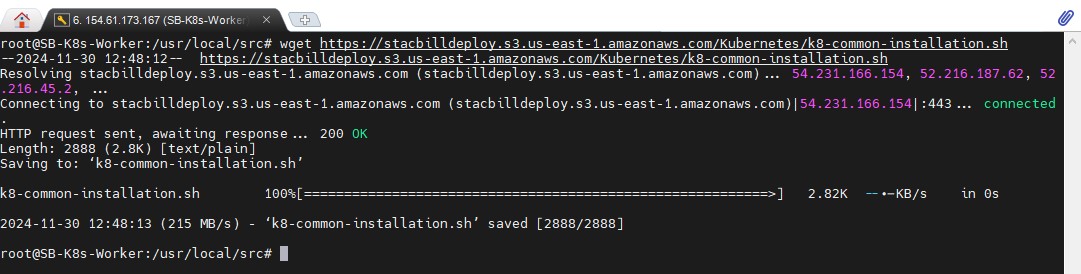 6. 154.61.173.167 (SB-K8s-Worker
root@SB-K8s-Worker:/usr/local/src# wget https://stacbilldeploy.s3.us-east-1.amazonaws.com/Kubernetes/k8-common-installation.sh
--2024-11-30 12:48:12-- https://stacbilldeploy.s3.us-east-1.amazonaws.com/Kubernetes/k8-common-installation.sh
Resolving stacbilldeploy.s3.us-east-1.amazonaws.com (stacbilldeploy.s3.us-east-1.amazonaws.com)... 54.231.166.154, 52.216.187.62, 52
.216.45.2, ...
Connecting to stacbilldeploy.s3.us-east-1.amazonaws.com (stacbilldeploy.s3.us-east-1.amazonaws.com)|54.231.166.154|:443... connected
.
HTTP request sent, awaiting response... 200 OK
Length: 2888 (2.8K) [text/plain]
Saving to: ‘k8-common-installation.sh’
k8-common-installation.sh 100%[==========================================================>] 2.82K --•-KB/s in 0s
2024-11-30 12:48:13 (215 MB/s) - ‘k8-common-installation.sh’ saved [2888/2888]
root@SB-K8s-Worker:/usr/local/src#